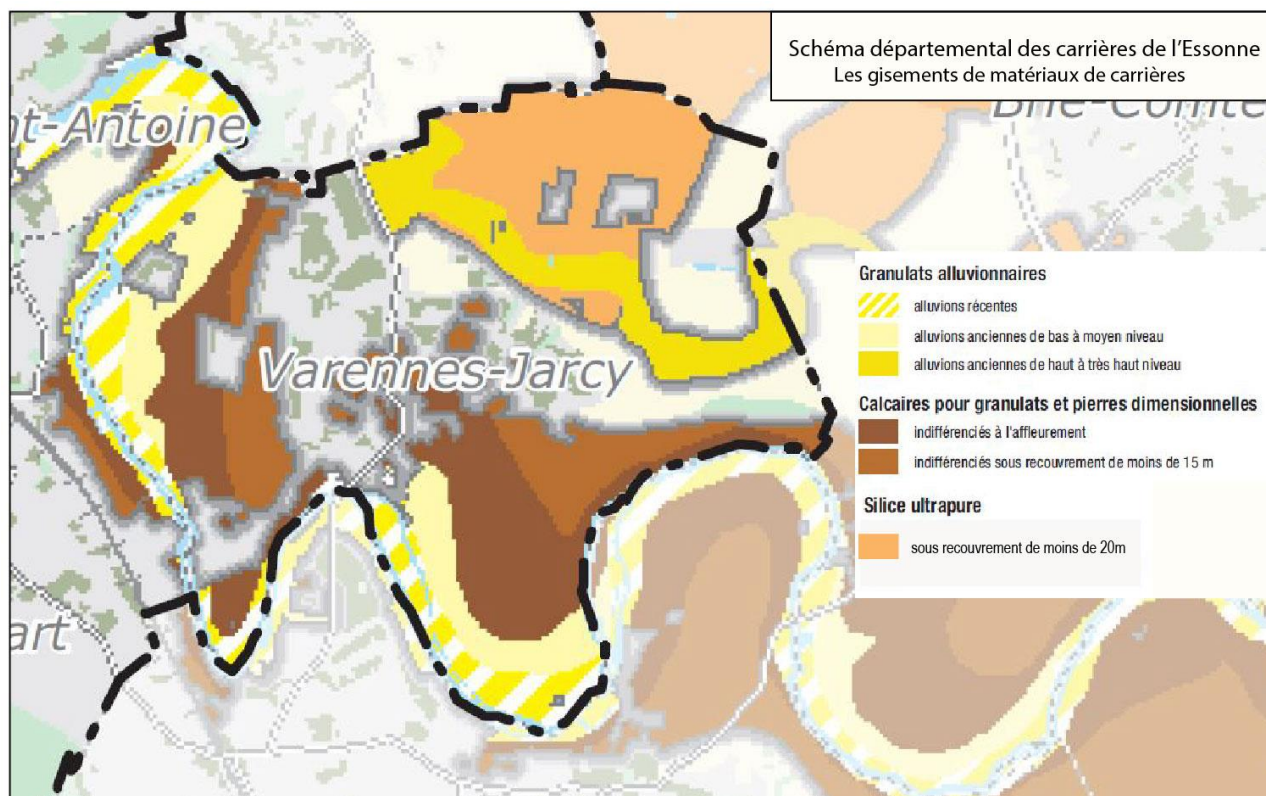 Schéma départemental des carrières de l'Essonne
Les gisements de matériaux de carrières
nt-Antoine
Brie-Comte
Varennes-Jarcy
art
Granulats alluvionnaires
alluvions récentes
alluvions anciennes de bas à moyen niveau
alluvions anciennes de haut à très haut niveau
Calcaires pour granulats et pierres dimensionnelles
indifférenciés à l'affleurement
indifférenciés sous recouvrement de moins de 15 m
Silice ultrapure
sous recouvrement de moins de 20m